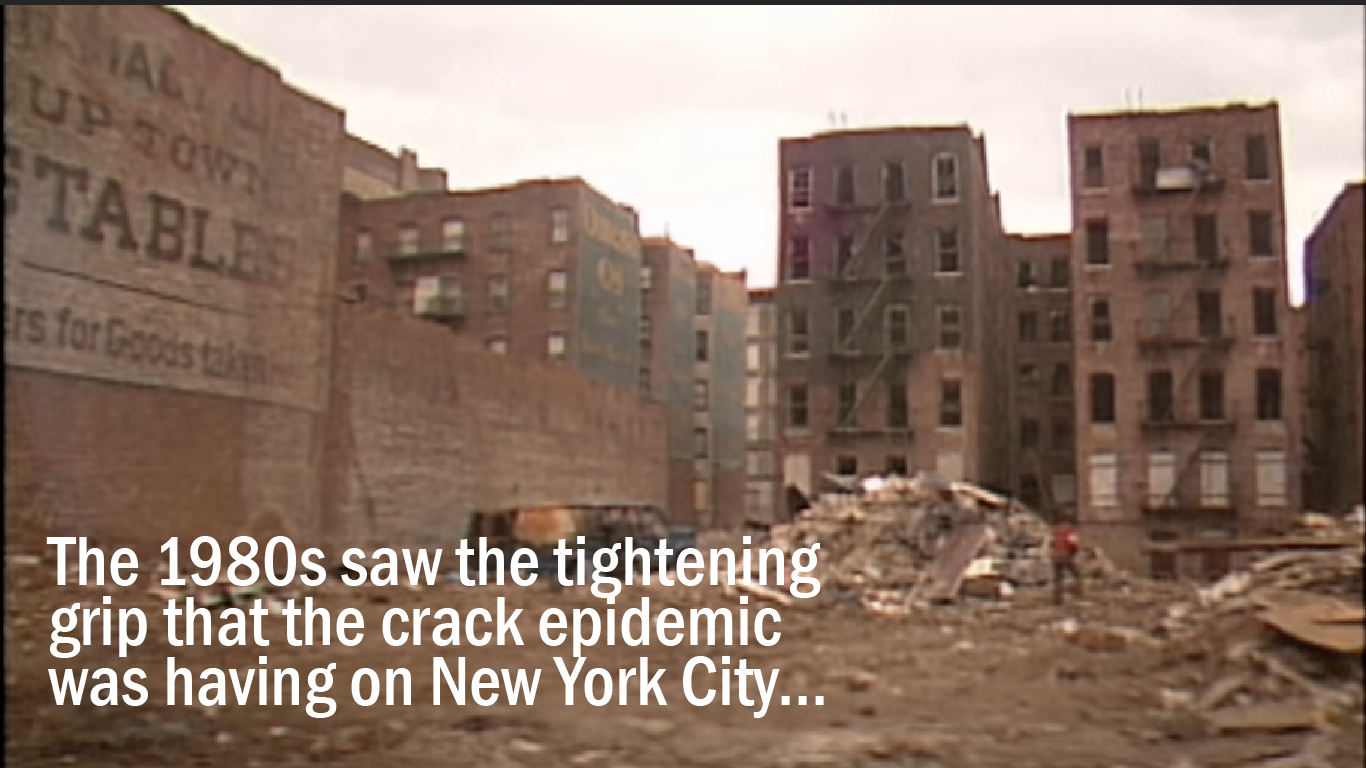 UP TOWN
STABLES
rs for Goods taken
The 1980s saw the tightening
grip that the crack epidemic
was having on New York City...